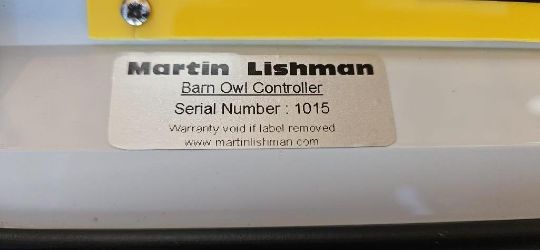 Martin Lishman
Barn Owl Controller
Serial Number : 1015
Warranty void if label removed
www.martinlishman.com